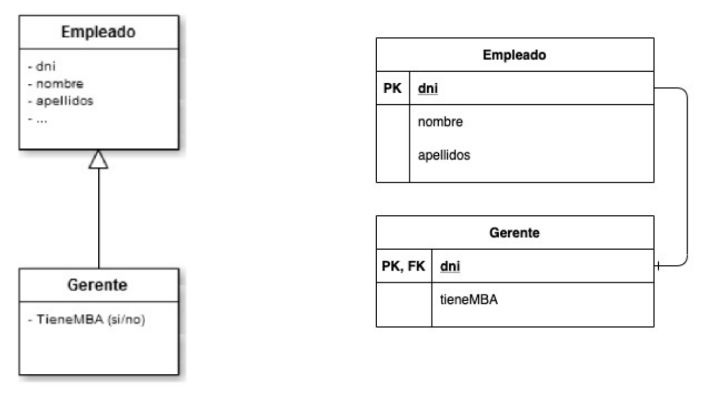 Empleado
- dni
- nombre
- apellidos
- ...
Gerente
- TieneMBA (si/no)
Empleado
PK dni
nombre
apellidos
Gerente
PK, FK dni
tieneMBA